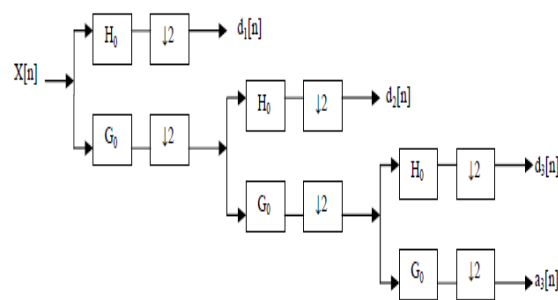 H₀ ↓2 d₁[n]
X[n]
G₀ ↓2 H₀ ↓2 d₂[n]
G₀ ↓2 H₀ ↓2 d₃[n]
G₀ ↓2 a₃[n]